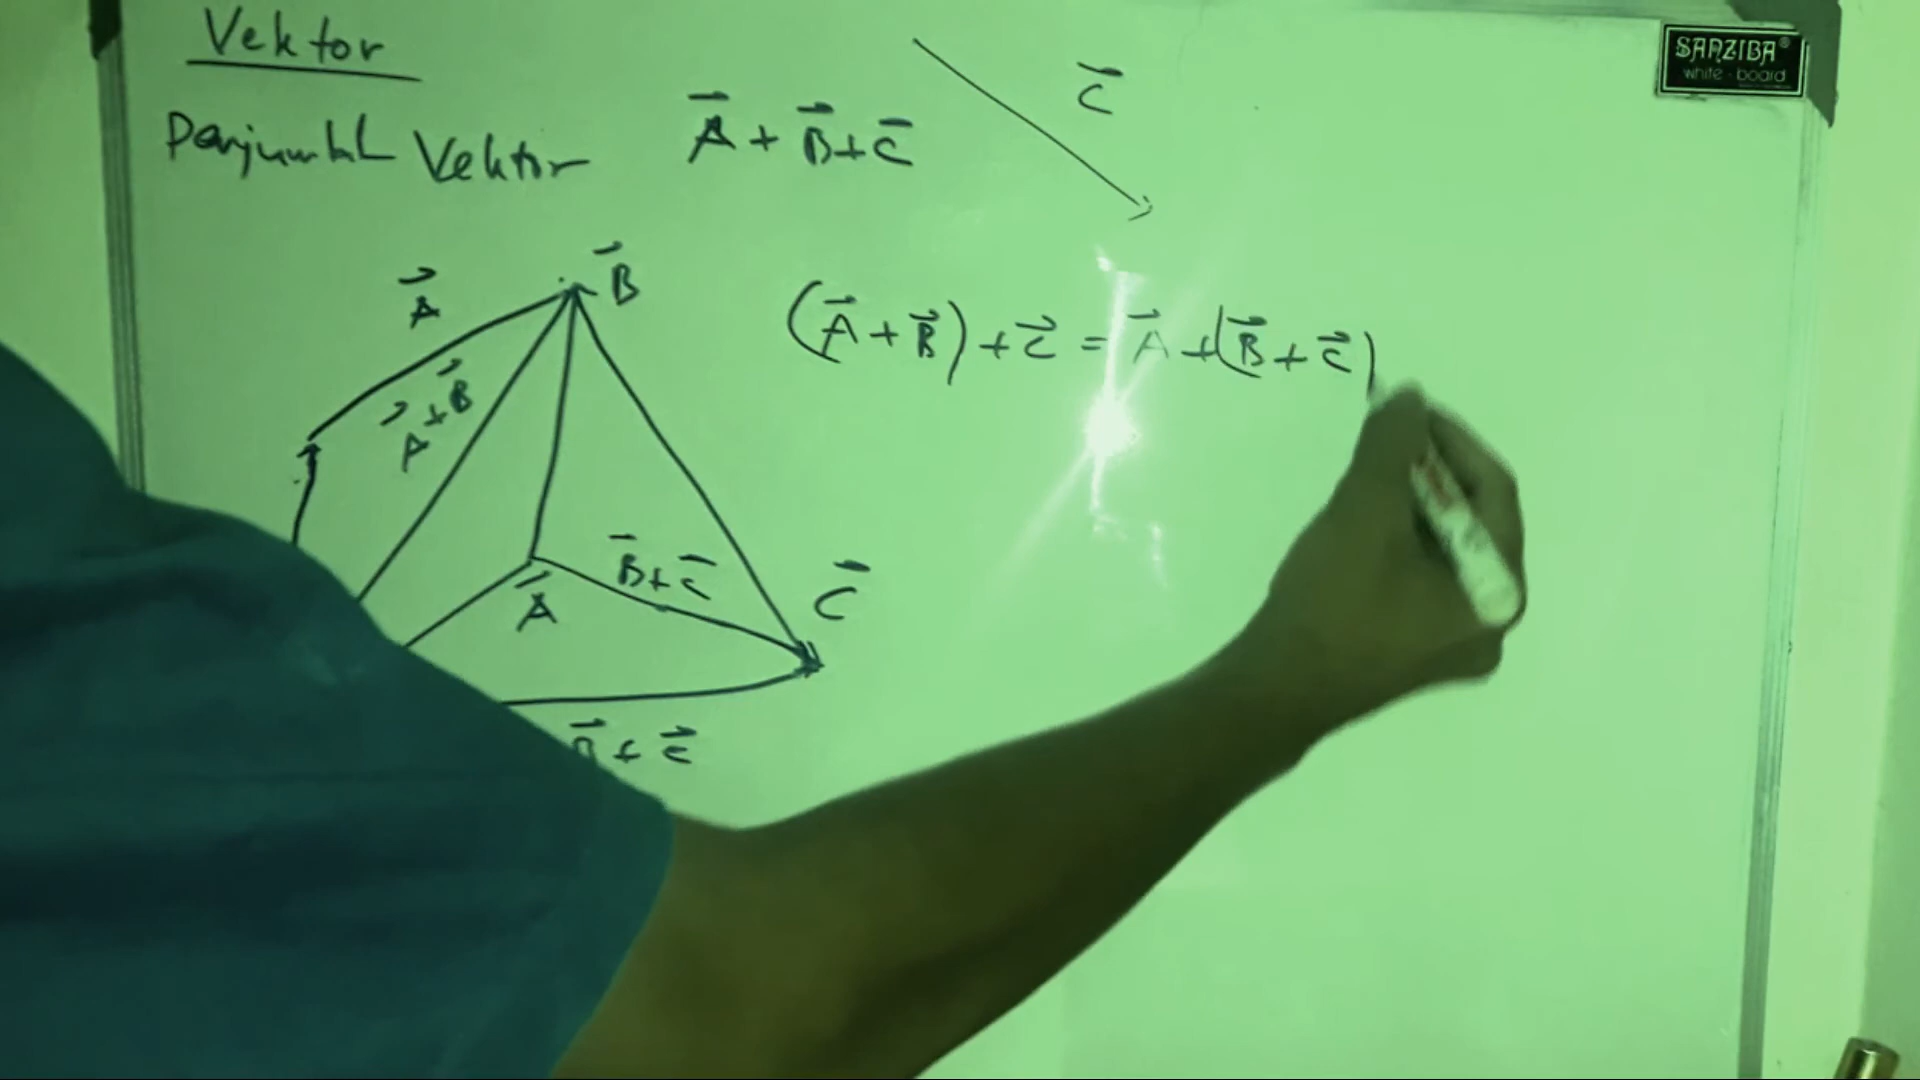 Vektor
Penjumlah Vektor
A⃗ + B⃗ + C⃗
C⃗
SANZIBA®
white - board
A⃗
B⃗
A⃗ + B⃗
(A⃗ + B⃗) + C⃗ = A⃗ + (B⃗ + C⃗)
A⃗
B⃗ + C⃗
C⃗
+ C⃗